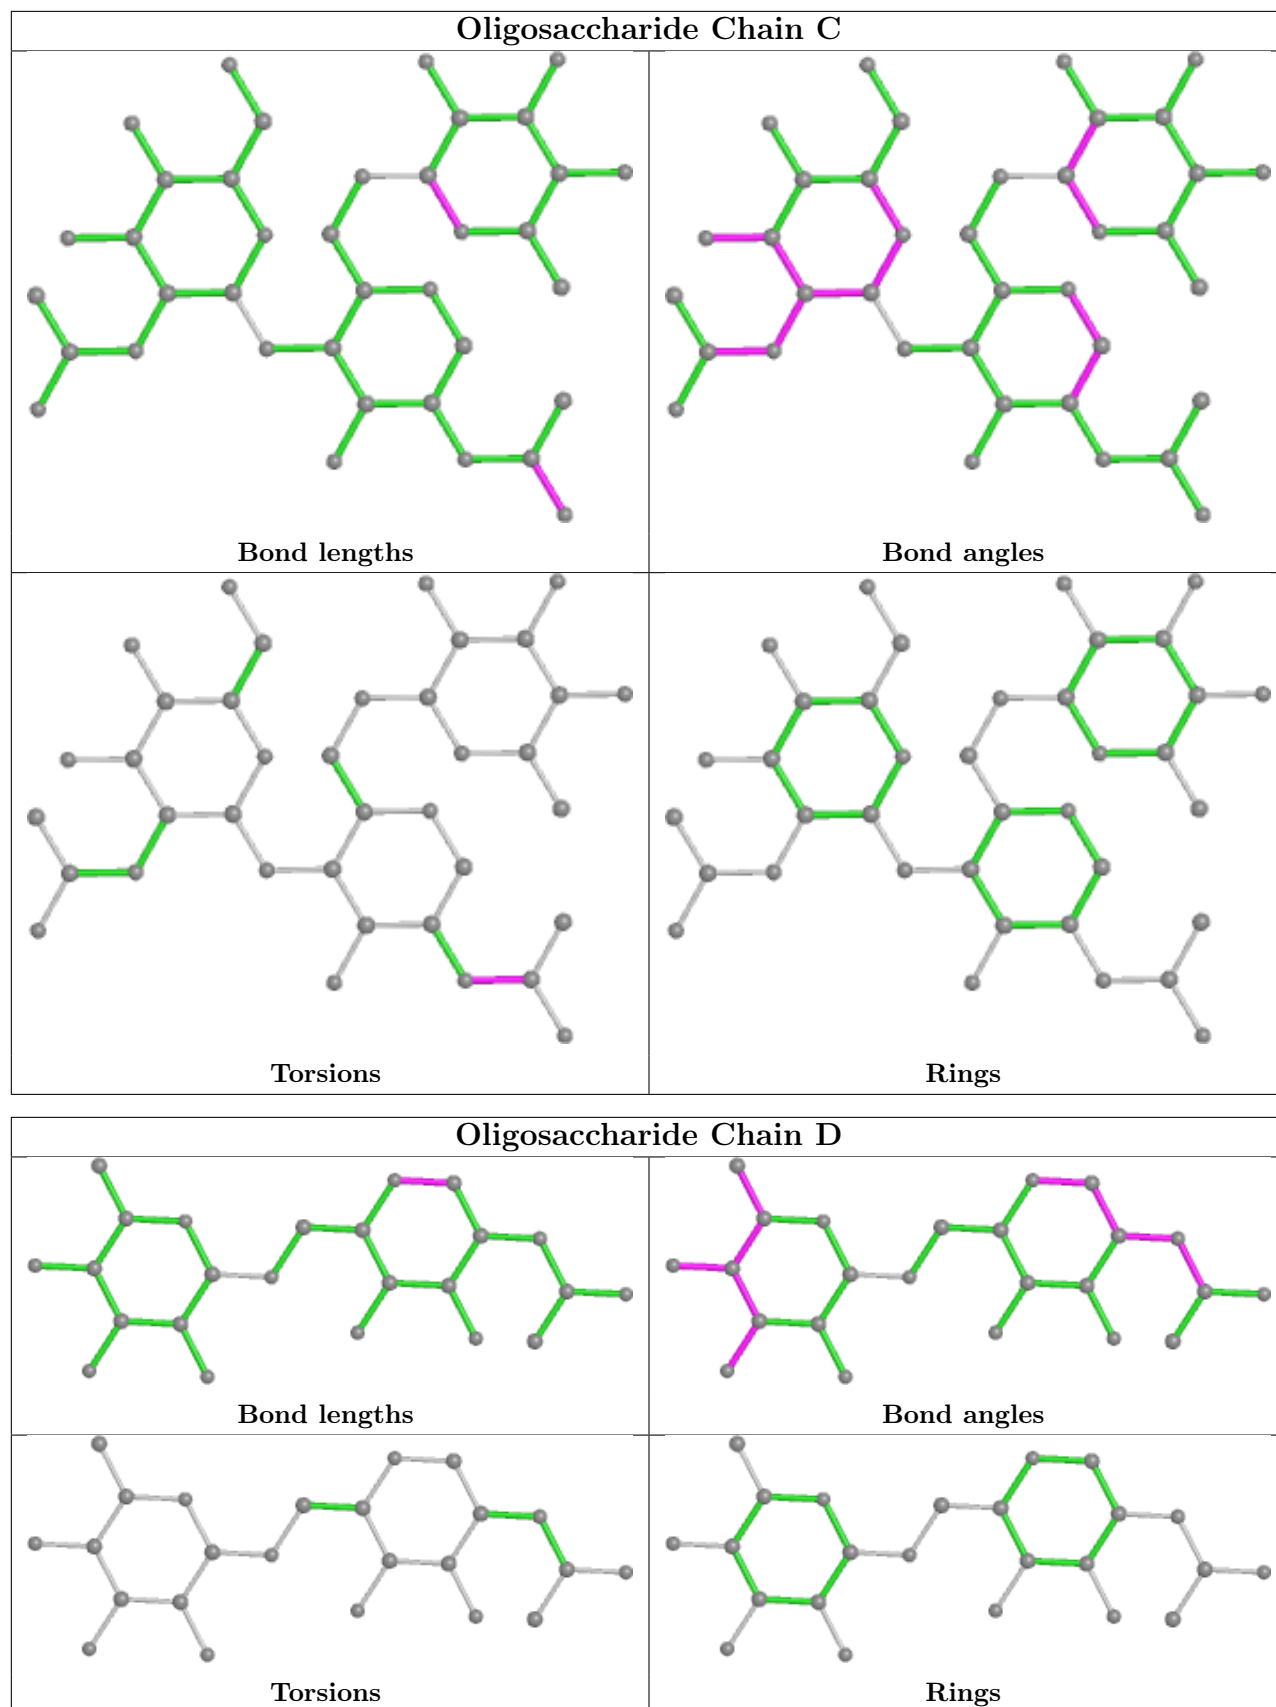 Oligosaccharide Chain C
Bond lengths
Bond angles
Torsions
Rings
Oligosaccharide Chain D
Bond lengths
Bond angles
Torsions
Rings